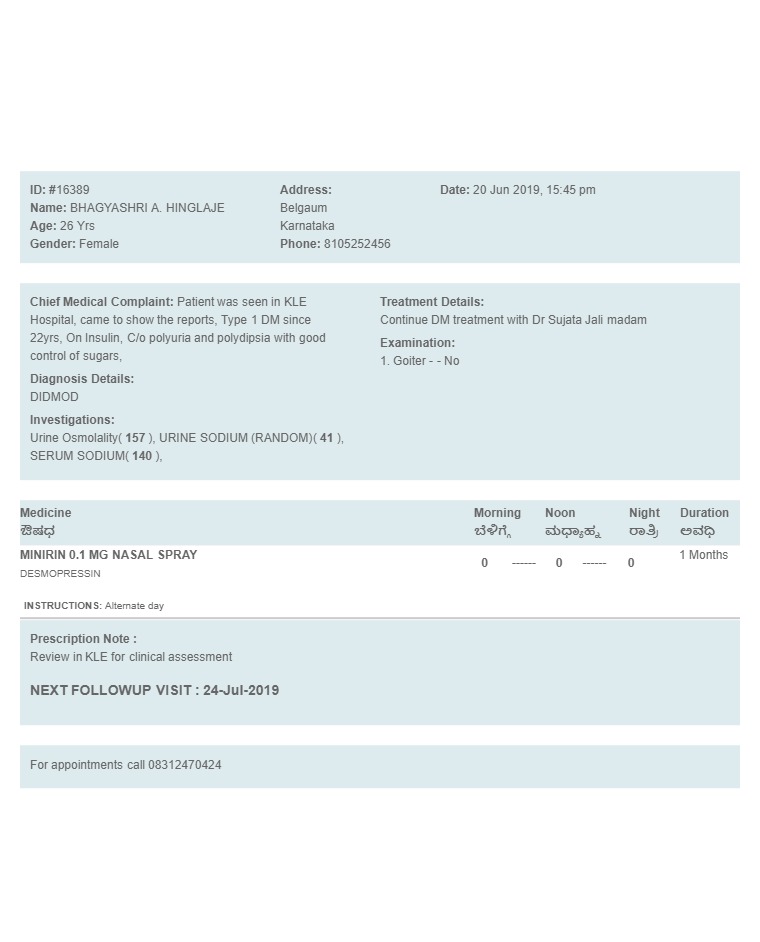 ID: #16389
Name: BHAGYASHRI A. HINGLAJE
Age: 26 Yrs
Gender: Female
Address:
Belgaum
Karnataka
Phone: 8105252456
Date: 20 Jun 2019, 15:45 pm
Chief Medical Complaint: Patient was seen in KLE
Hospital, came to show the reports, Type 1 DM since
22yrs, On Insulin, C/o polyuria and polydipsia with good
control of sugars,
Diagnosis Details:
DIDMOD
Investigations:
Urine Osmolality( 157 ), URINE SODIUM (RANDOM)( 41 ),
SERUM SODIUM( 140 ),
Treatment Details:
Continue DM treatment with Dr Sujata Jali madam
Examination:
1. Goiter - - No
Medicine Morning Noon Night Duration
ಔಷಧ ಬೆಳಿಗ್ಗೆ ಮಧ್ಯಾಹ್ನ ರಾತ್ರಿ ಅವಧಿ
MINIRIN 0.1 MG NASAL SPRAY 0 ------ 0 ------ 0 1 Months
DESMOPRESSIN
INSTRUCTIONS: Alternate day
Prescription Note :
Review in KLE for clinical assessment
NEXT FOLLOWUP VISIT : 24-Jul-2019
For appointments call 08312470424